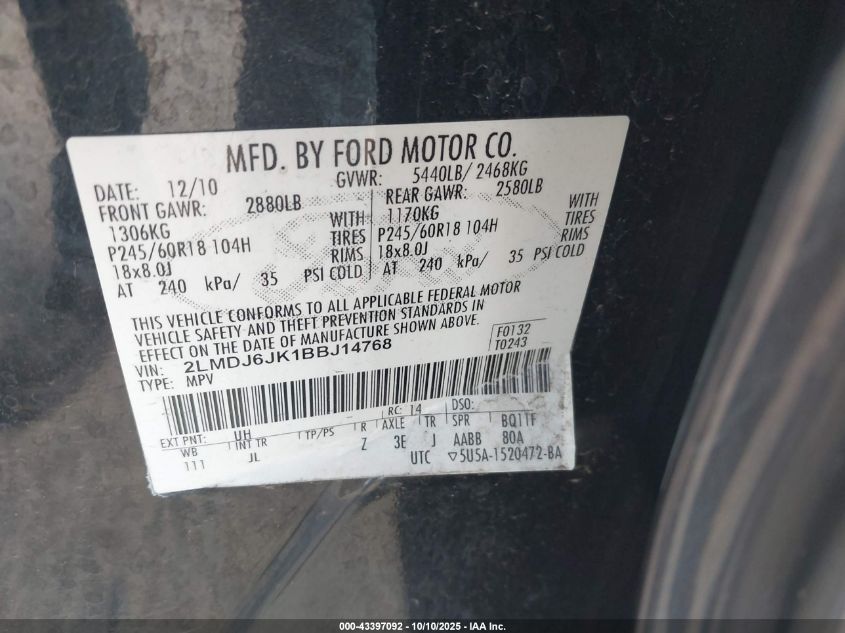 MFD. BY FORD MOTOR CO.
DATE: 12/10 GVWR: 5440LB/ 2468KG
FRONT GAWR: 2880LB REAR GAWR: 2580LB
1306KG WITH 1170KG WITH
P245/60R18 104H TIRES P245/60R18 104H TIRES
18x8.0J RIMS 18x8.0J RIMS
AT 240 kPa/ 35 PSI COLD AT 240 kPa/ 35 PSI COLD
THIS VEHICLE CONFORMS TO ALL APPLICABLE FEDERAL MOTOR
VEHICLE SAFETY AND THEFT PREVENTION STANDARDS IN
EFFECT ON THE DATE OF MANUFACTURE SHOWN ABOVE.
VIN: 2LMDJ6JK1BBJ14768 F0132
TYPE: MPV T0243
EXT PNT: UH RC: 14 DSO:
WB INT TR TP/PS R AXLE TR SPR BQ11F
111 JL Z 3E J AABB 80A
UTC ▽5U5A-1520472-BA
000-43397092 - 10/10/2025 - IAA Inc.